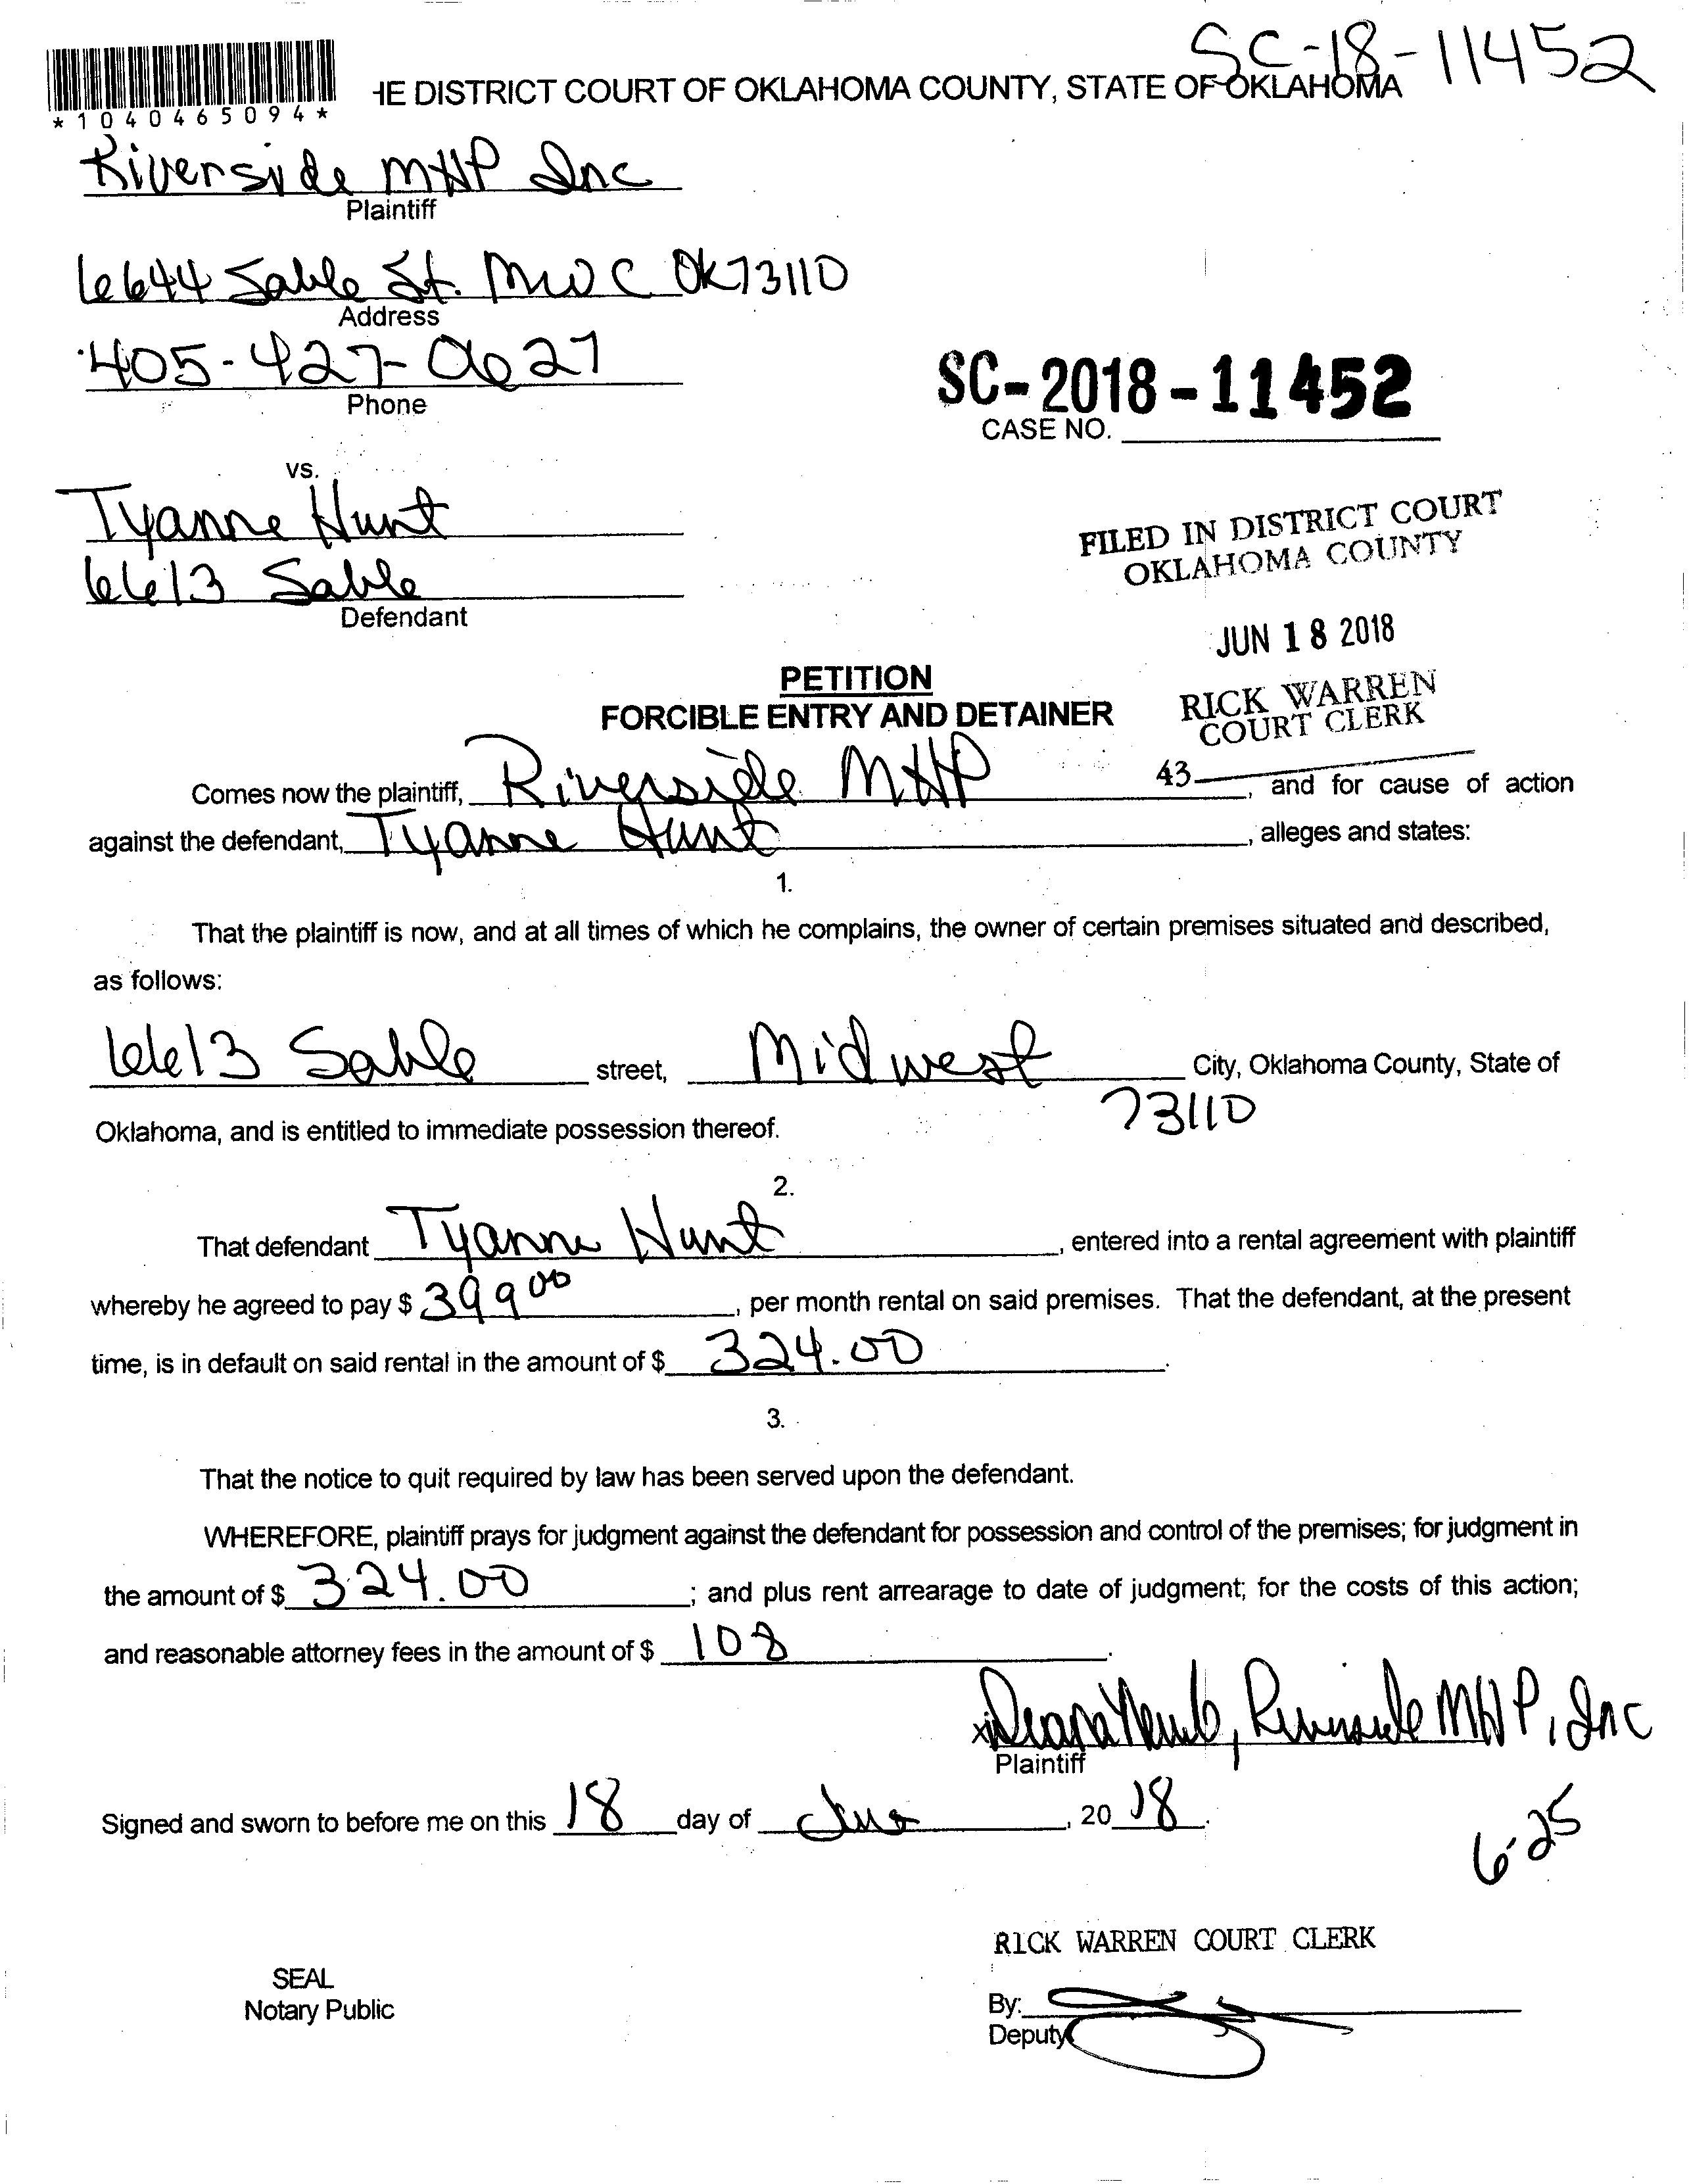 SC-18-11452
HE DISTRICT COURT OF OKLAHOMA COUNTY, STATE OF OKLAHOMA
*1040465094*
Riverside MHP Inc
Plaintiff
6644 Sable St. MWC OK 73110
Address
405-427-0627
Phone
SC-2018-11452
CASE NO.
vs.
Tyanne Hunt
6613 Sable
Defendant
FILED IN DISTRICT COURT
OKLAHOMA COUNTY
JUN 18 2018
RICK WARREN
COURT CLERK
43
PETITION
FORCIBLE ENTRY AND DETAINER
Comes now the plaintiff, Riverside MHP, and for cause of action
against the defendant, Tyanne Hunt, alleges and states:
1.
That the plaintiff is now, and at all times of which he complains, the owner of certain premises situated and described,
as follows:
6613 Sable street, Midwest City, Oklahoma County, State of
73110
Oklahoma, and is entitled to immediate possession thereof.
2.
That defendant Tyanne Hunt, entered into a rental agreement with plaintiff
whereby he agreed to pay $ 399 00, per month rental on said premises. That the defendant, at the present
time, is in default on said rental in the amount of $ 324.00.
3.
That the notice to quit required by law has been served upon the defendant.
WHEREFORE, plaintiff prays for judgment against the defendant for possession and control of the premises; for judgment in
the amount of $ 324.00; and plus rent arrearage to date of judgment; for the costs of this action;
and reasonable attorney fees in the amount of $ 108.
Riverside MHP, Inc
Plaintiff
Signed and sworn to before me on this 18 day of June, 20 18.
6-25
RICK WARREN COURT CLERK
SEAL
Notary Public
By:
Deputy